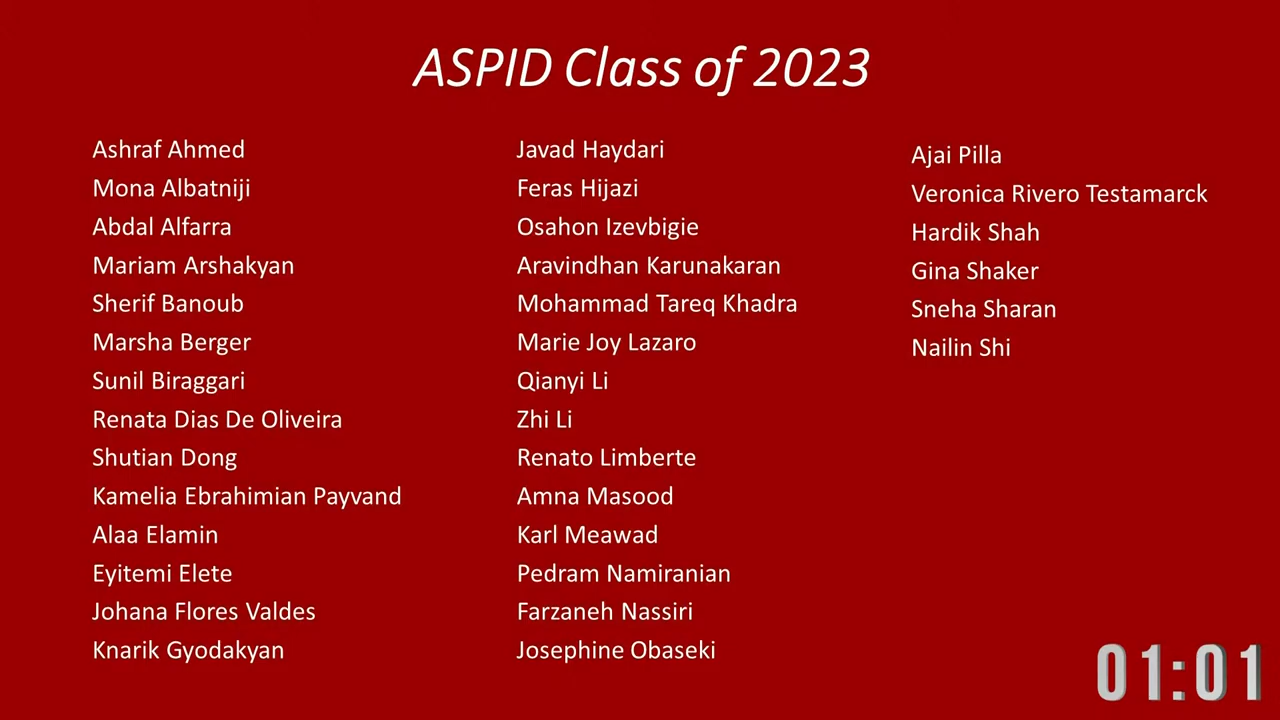 ASPID Class of 2023
Ashraf Ahmed
Mona Albatniji
Abdal Alfarra
Mariam Arshakyan
Sherif Banoub
Marsha Berger
Sunil Biraggari
Renata Dias De Oliveira
Shutian Dong
Kamelia Ebrahimian Payvand
Alaa Elamin
Eyitemi Elete
Johana Flores Valdes
Knarik Gyodakyan
Javad Haydari
Feras Hijazi
Osahon Izevbigie
Aravindhan Karunakaran
Mohammad Tareq Khadra
Marie Joy Lazaro
Qianyi Li
Zhi Li
Renato Limberte
Amna Masood
Karl Meawad
Pedram Namiranian
Farzaneh Nassiri
Josephine Obaseki
Ajai Pilla
Veronica Rivero Testamarck
Hardik Shah
Gina Shaker
Sneha Sharan
Nailin Shi
01:01